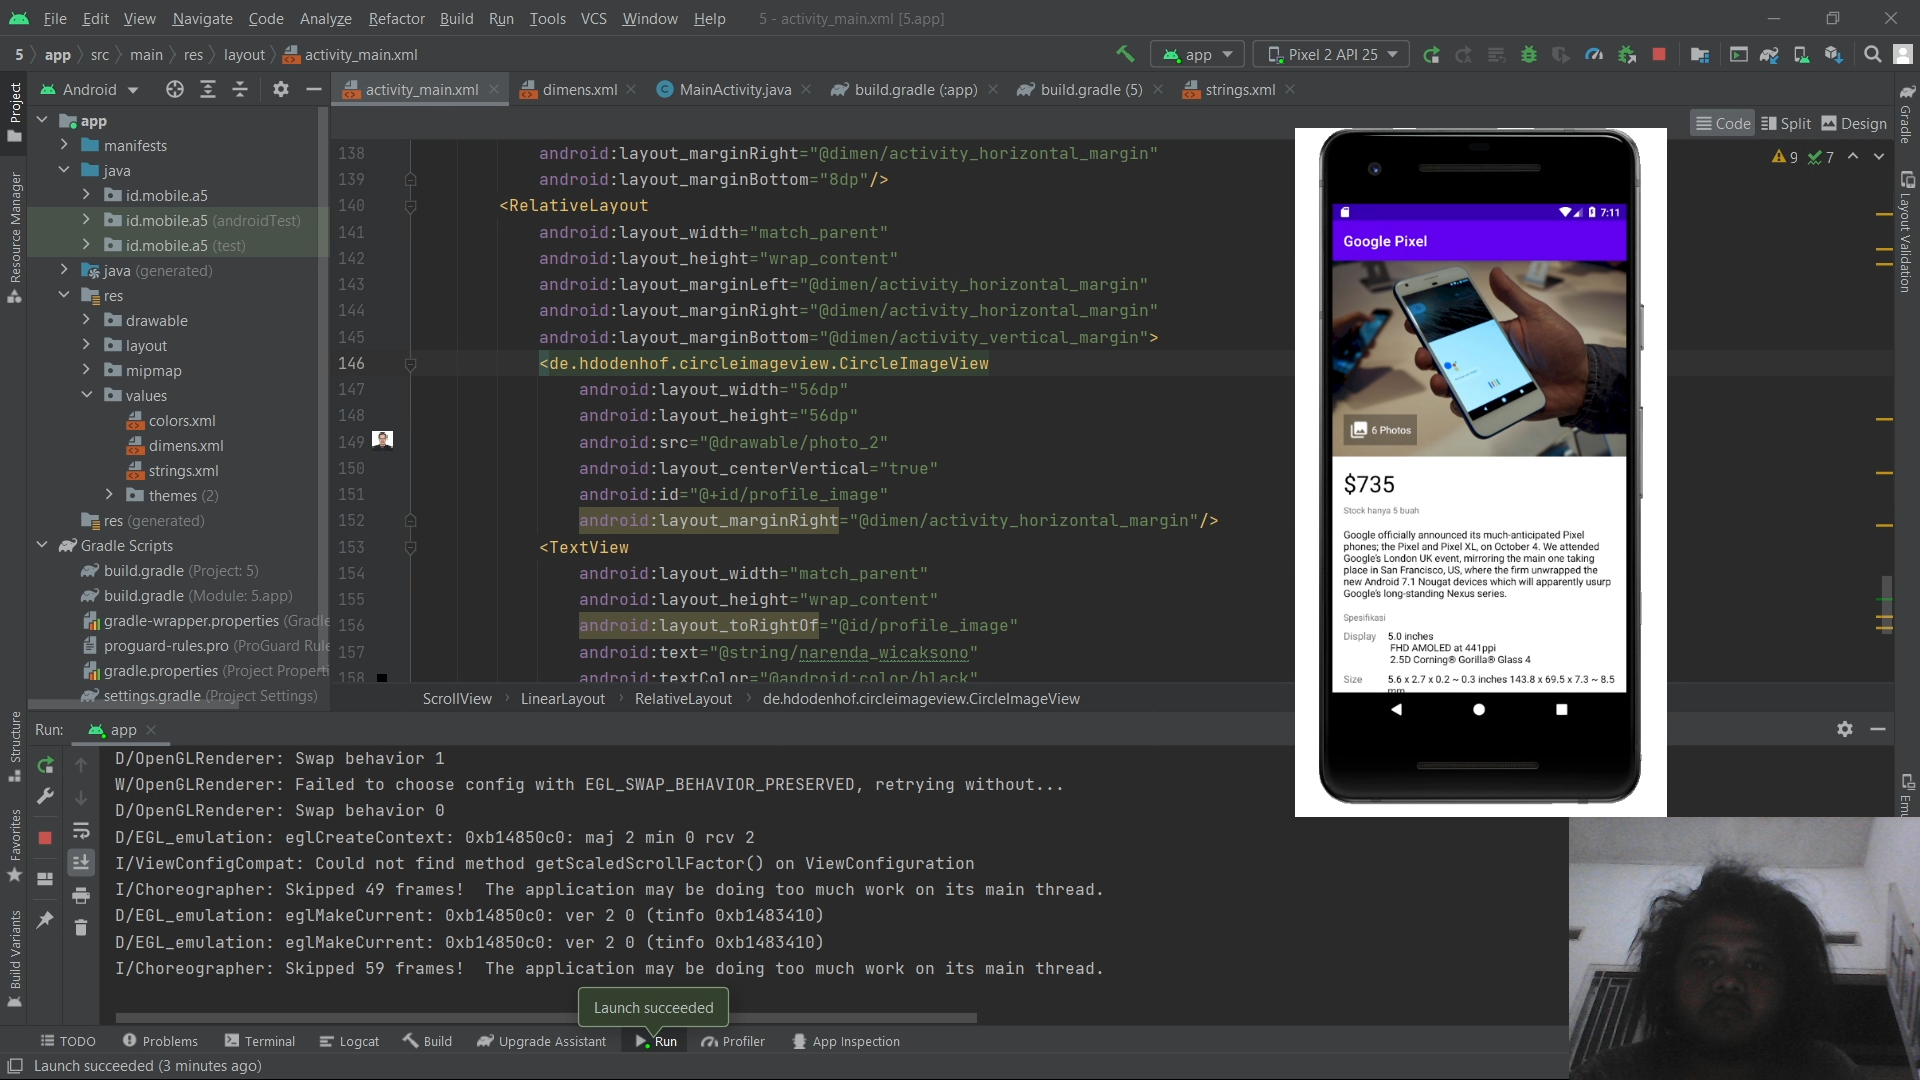 File Edit View Navigate Code Analyze Refactor Build Run Tools VCS Window Help 5 - activity_main.xml [5.app]
5 app src main res layout activity_main.xml
app Pixel 2 API 25
Project
Android
activity_main.xml dimens.xml MainActivity.java build.gradle (:app) build.gradle (5) strings.xml
Code Split Design
9 7
Resource Manager
Structure
Favorites
Build Variants
Gradle
Layout Validation
Emu
app
manifests
java
id.mobile.a5
id.mobile.a5 (androidTest)
id.mobile.a5 (test)
java (generated)
res
drawable
layout
mipmap
values
colors.xml
dimens.xml
strings.xml
themes (2)
res (generated)
Gradle Scripts
build.gradle (Project: 5)
build.gradle (Module: 5.app)
gradle-wrapper.properties (Gradle
proguard-rules.pro (ProGuard Rule
gradle.properties (Project Properti
settings.gradle (Project Settings)
138 android:layout_marginRight="@dimen/activity_horizontal_margin"
139 android:layout_marginBottom="8dp"/>
140 <RelativeLayout
141 android:layout_width="match_parent"
142 android:layout_height="wrap_content"
143 android:layout_marginLeft="@dimen/activity_horizontal_margin"
144 android:layout_marginRight="@dimen/activity_horizontal_margin"
145 android:layout_marginBottom="@dimen/activity_vertical_margin">
146 <de.hdodenhof.circleimageview.CircleImageView
147 android:layout_width="56dp"
148 android:layout_height="56dp"
149 android:src="@drawable/photo_2"
150 android:layout_centerVertical="true"
151 android:id="@+id/profile_image"
152 android:layout_marginRight="@dimen/activity_horizontal_margin"/>
153 <TextView
154 android:layout_width="match_parent"
155 android:layout_height="wrap_content"
156 android:layout_toRightOf="@id/profile_image"
157 android:text="@string/narenda_wicaksono"
158 android:textColor="@android:color/black"
ScrollView LinearLayout RelativeLayout de.hdodenhof.circleimageview.CircleImageView
7:11
Google Pixel
6 Photos
$735
Stock hanya 5 buah
Google officially announced its much-anticipated Pixel
phones; the Pixel and Pixel XL, on October 4. We attended
Google's London UK event, mirroring the main one taking
place in San Francisco, US, where the firm unwrapped the
new Android 7.1 Nougat devices which will apparently usurp
Google's long-standing Nexus series.
Spesifikasi
Display 5.0 inches
FHD AMOLED at 441ppi
2.5D Corning® Gorilla® Glass 4
Size 5.6 x 2.7 x 0.2 ~ 0.3 inches 143.8 x 69.5 x 7.3 ~ 8.5
mm
Run: app
D/OpenGLRenderer: Swap behavior 1
W/OpenGLRenderer: Failed to choose config with EGL_SWAP_BEHAVIOR_PRESERVED, retrying without...
D/OpenGLRenderer: Swap behavior 0
D/EGL_emulation: eglCreateContext: 0xb14850c0: maj 2 min 0 rcv 2
I/ViewConfigCompat: Could not find method getScaledScrollFactor() on ViewConfiguration
I/Choreographer: Skipped 49 frames!  The application may be doing too much work on its main thread.
D/EGL_emulation: eglMakeCurrent: 0xb14850c0: ver 2 0 (tinfo 0xb1483410)
D/EGL_emulation: eglMakeCurrent: 0xb14850c0: ver 2 0 (tinfo 0xb1483410)
I/Choreographer: Skipped 59 frames!  The application may be doing too much work on its main thread.
Launch succeeded
TODO Problems Terminal Logcat Build Upgrade Assistant Run Profiler App Inspection
Launch succeeded (3 minutes ago)